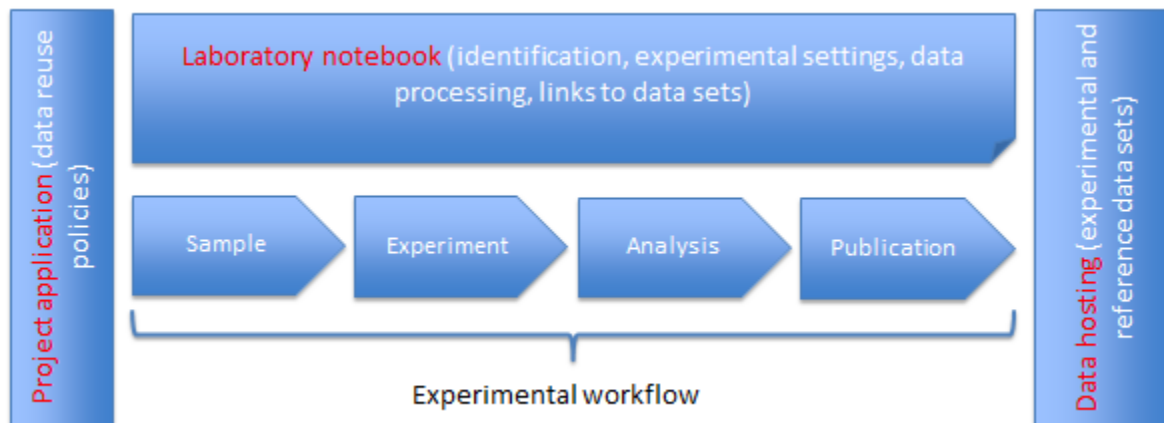 Project application (data reuse
policies)
Laboratory notebook (identification, experimental settings, data
processing, links to data sets)
Sample
Experiment
Analysis
Publication
Experimental workflow
Data hosting (experimental and
reference data sets)